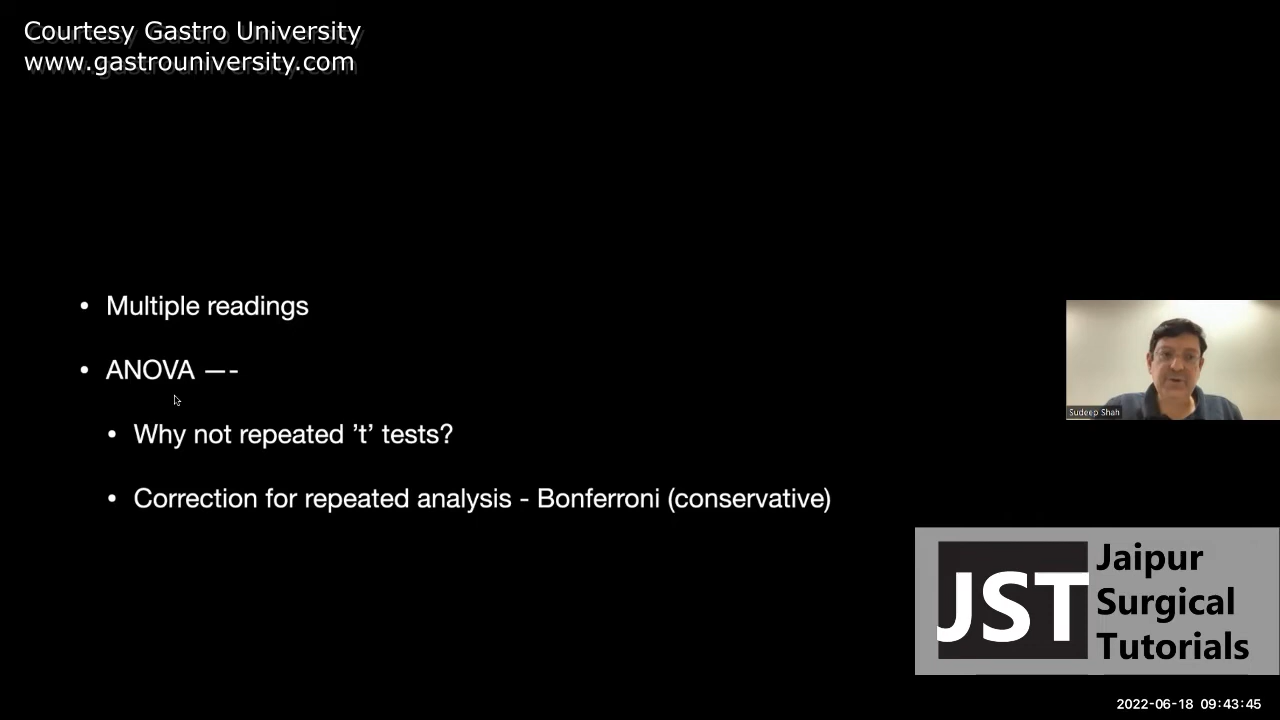 Courtesy Gastro University
www.gastrouniversity.com
• Multiple readings
• ANOVA —-
• Why not repeated ’t’ tests?
• Correction for repeated analysis - Bonferroni (conservative)
Sudeep Shah
JST
Jaipur
Surgical
Tutorials
2022-06-18 09:43:45